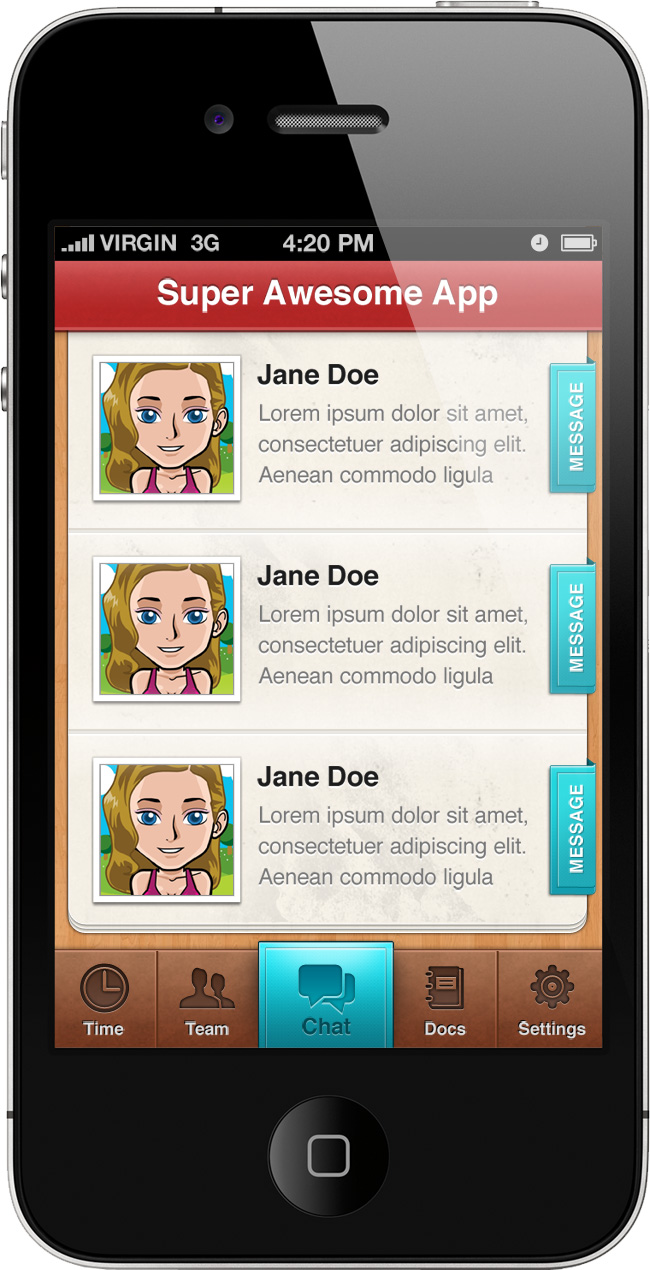 VIRGIN 3G 4:20 PM
Super Awesome App
Jane Doe
Lorem ipsum dolor sit amet,
consectetuer adipiscing elit.
Aenean commodo ligula
MESSAGE
Jane Doe
Lorem ipsum dolor sit amet,
consectetuer adipiscing elit.
Aenean commodo ligula
MESSAGE
Jane Doe
Lorem ipsum dolor sit amet,
consectetuer adipiscing elit.
Aenean commodo ligula
MESSAGE
Time Team Chat Docs Settings